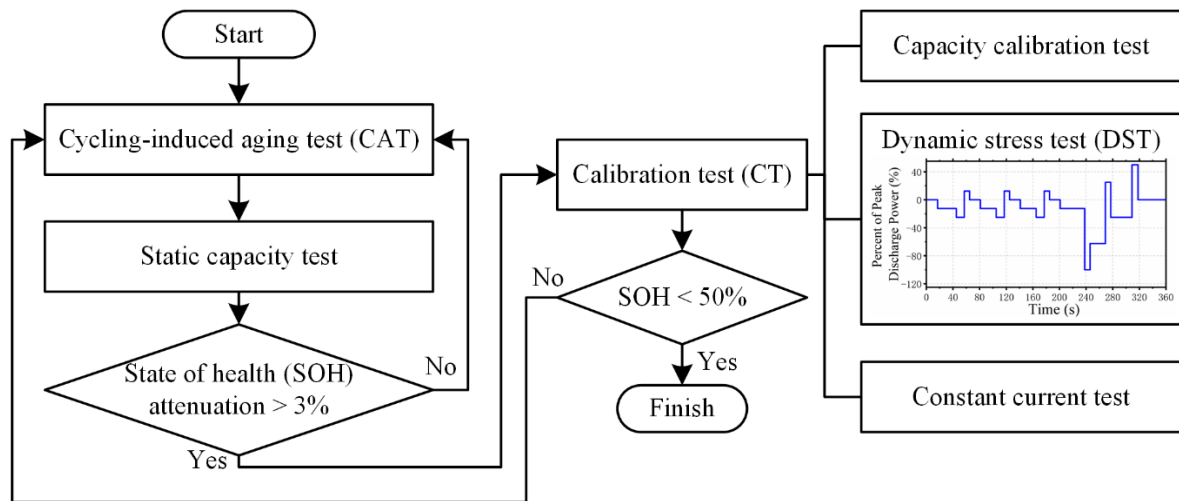 Start
Cycling-induced aging test (CAT)
Static capacity test
State of health (SOH)
attenuation > 3%
No
Yes
Calibration test (CT)
SOH < 50%
No
Yes
Finish
Capacity calibration test
Dynamic stress test (DST)
Percent of Peak
Discharge Power (%)
40
0
−40
−80
−120
0 40 80 120 160 200 240 280 320 360
Time (s)
Constant current test